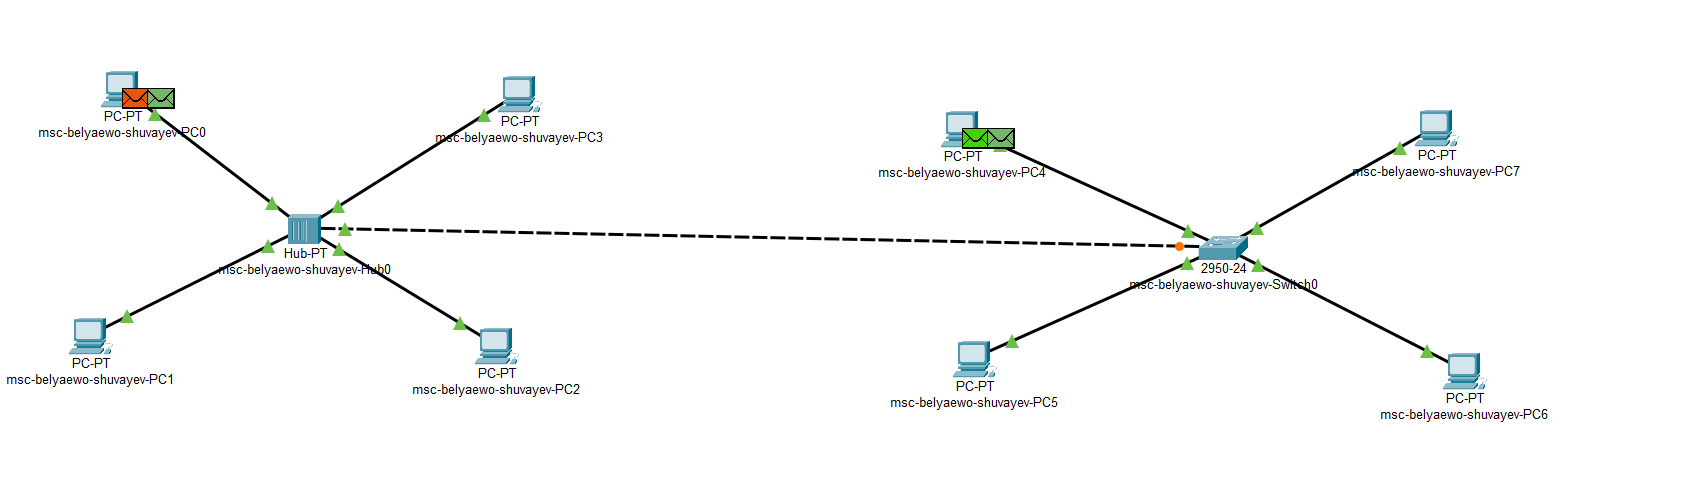 PC-PT
msc-belyaewo-shuvayev-PC0
PC-PT
msc-belyaewo-shuvayev-PC3
PC-PT
msc-belyaewo-shuvayev-PC4
PC-PT
msc-belyaewo-shuvayev-PC7
Hub-PT
msc-belyaewo-shuvayev-Hub0
2950-24
msc-belyaewo-shuvayev-Switch0
PC-PT
msc-belyaewo-shuvayev-PC1
PC-PT
msc-belyaewo-shuvayev-PC2
PC-PT
msc-belyaewo-shuvayev-PC5
PC-PT
msc-belyaewo-shuvayev-PC6